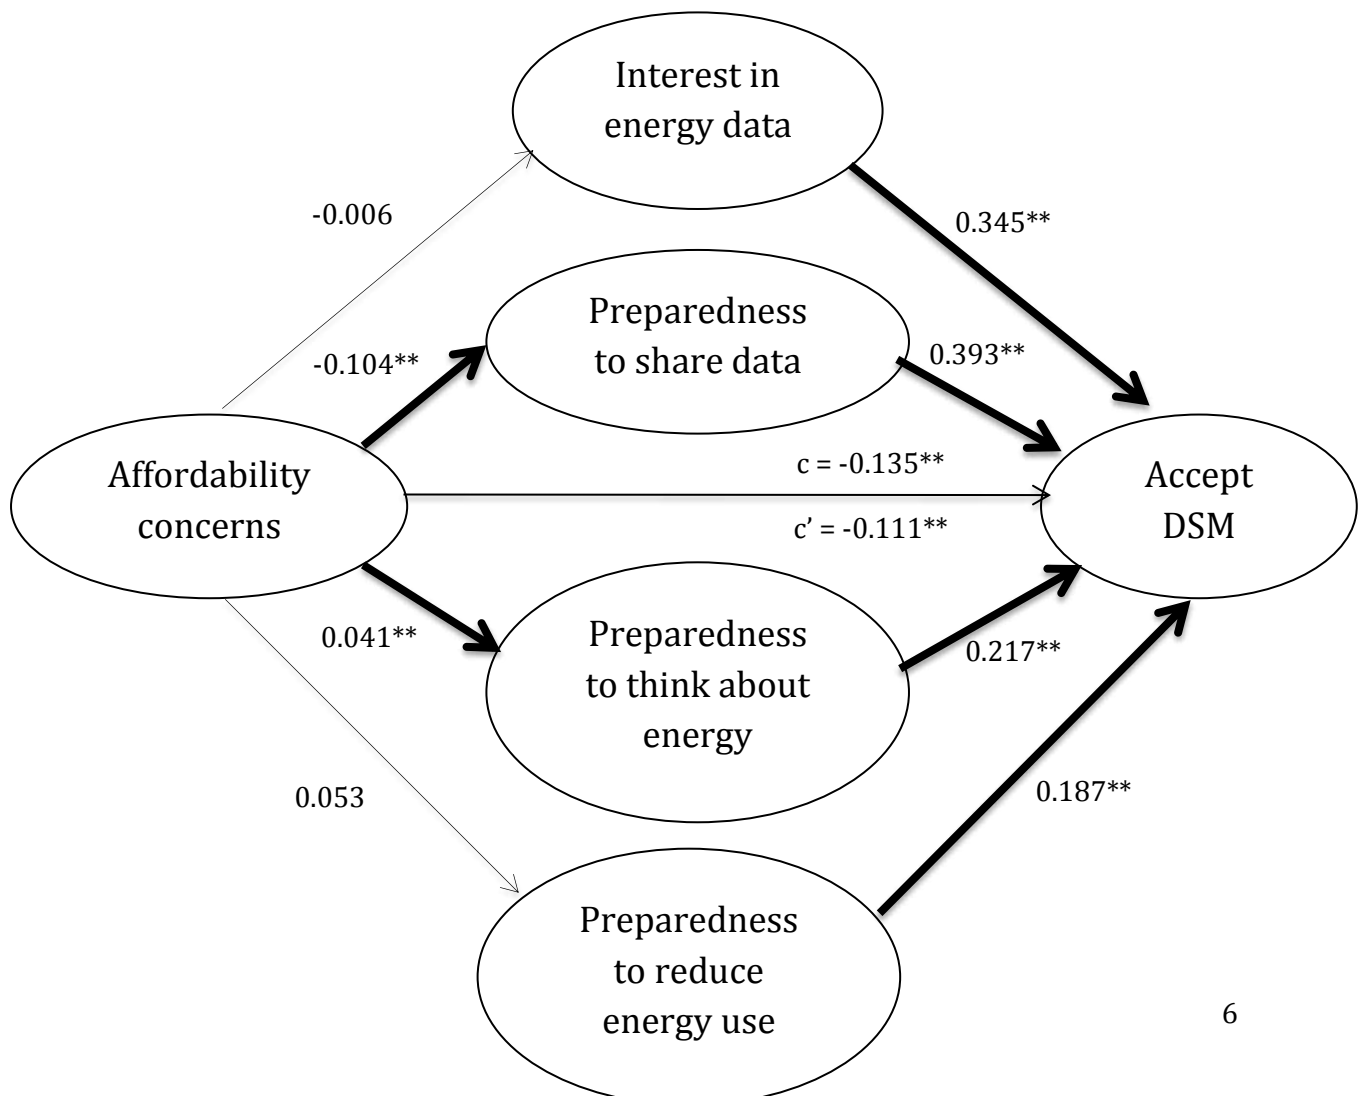 Interest in
energy data
-0.006
0.345**
Preparedness
to share data
-0.104**
0.393**
Affordability
concerns
c = -0.135**
c’ = -0.111**
Accept
DSM
0.041**
Preparedness
to think about
energy
0.217**
0.053
0.187**
Preparedness
to reduce
energy use
6